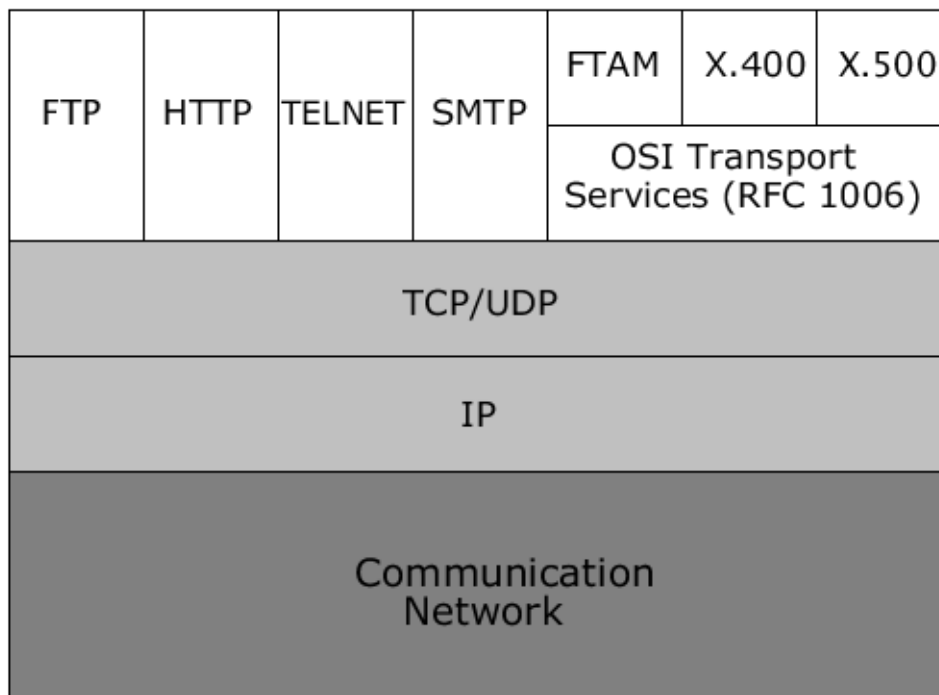 FTP
HTTP
TELNET
SMTP
FTAM
X.400
X.500
OSI Transport
Services (RFC 1006)
TCP/UDP
IP
Communication
Network